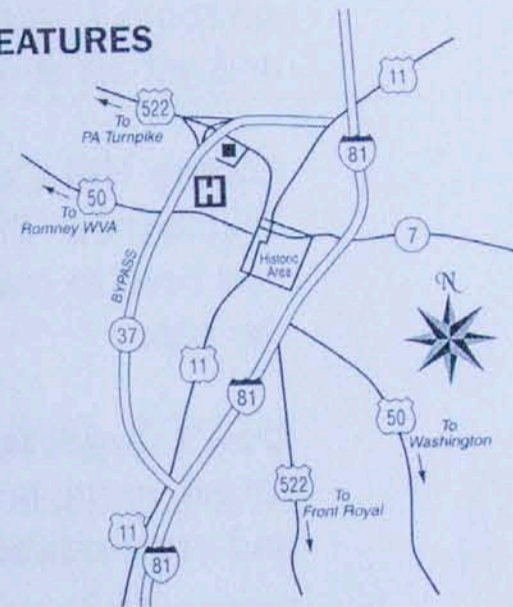 EATURES
11
522
To
PA Turnpike
81
H
50
To
Romney WVA
7
Historic
Area
BYPASS
N
37
11
81
50
To
Washington
522
To
Front Royal
11
81